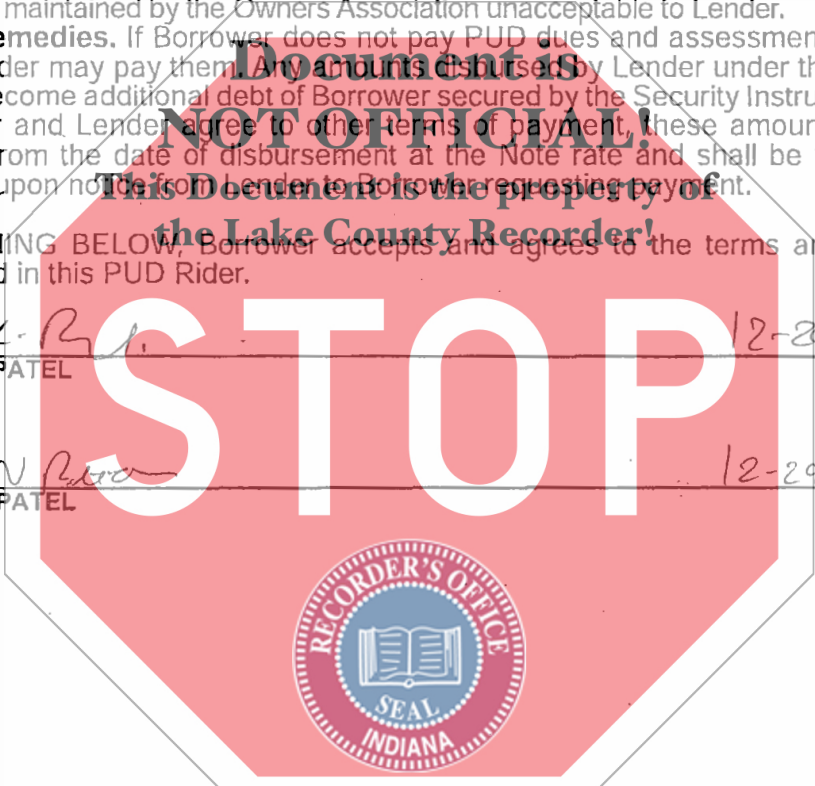 maintained by the Owners Association unacceptable to Lender.
emedies. If Borrower does not pay PUD dues and assessmen
der may pay them. Any amounts disbursed by Lender under th
ecome additional debt of Borrower secured by the Security Instru
r and Lender agree to other terms of payment, these amour
rom the date of disbursement at the Note rate and shall be
upon notice from Lender to Borrower requesting payment.
Document is
NOT OFFICIAL!
This Document is the property of
the Lake County Recorder!
ING BELOW, Borrower accepts and agrees to the terms a
d in this PUD Rider.
12-20
PATEL
12-20
PATEL
STOP
RECORDER'S OFFICE
SEAL
INDIANA